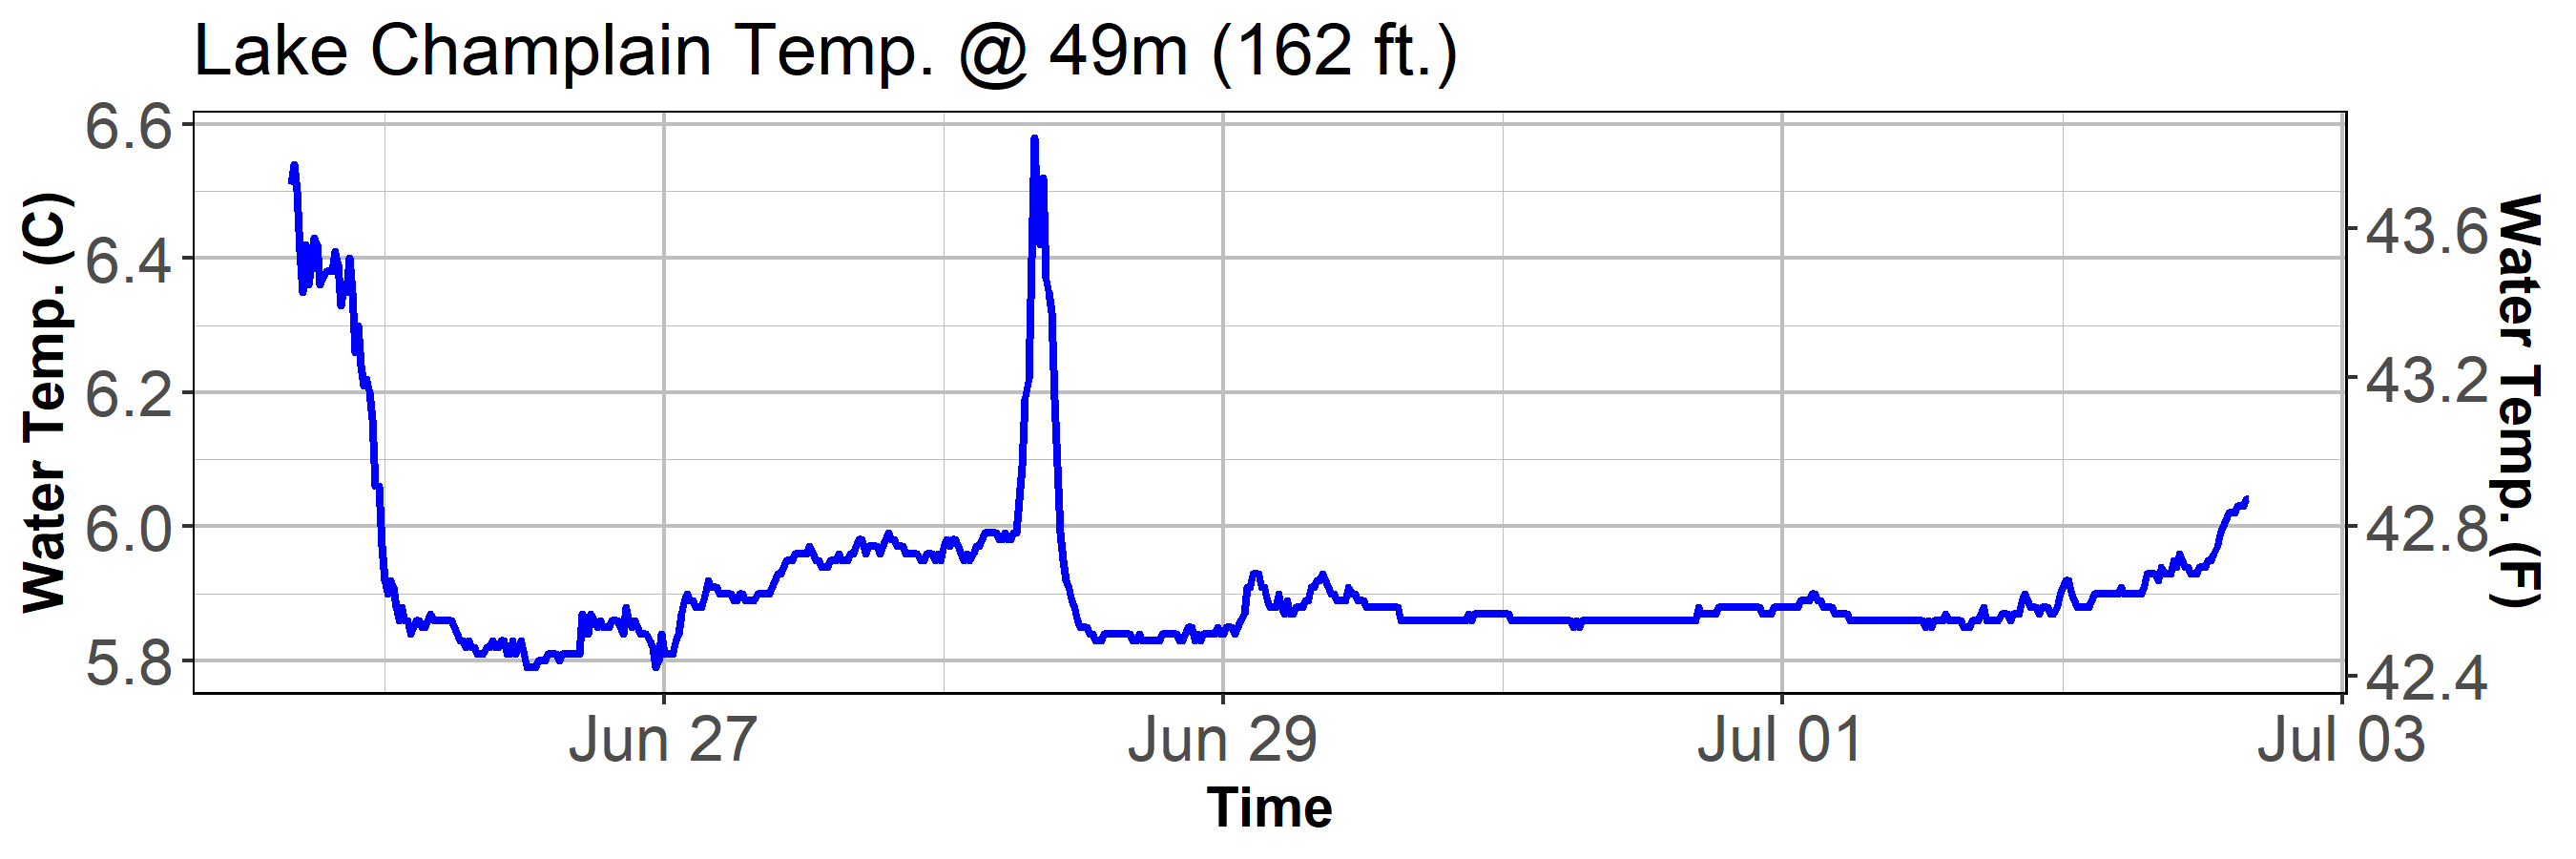 Lake Champlain Temp. @ 49m (162 ft.)
Water Temp. (C)
6.6
6.4
6.2
6.0
5.8
43.6
43.2
42.8
42.4
Water Temp. (F)
Jun 27
Jun 29
Jul 01
Jul 03
Time